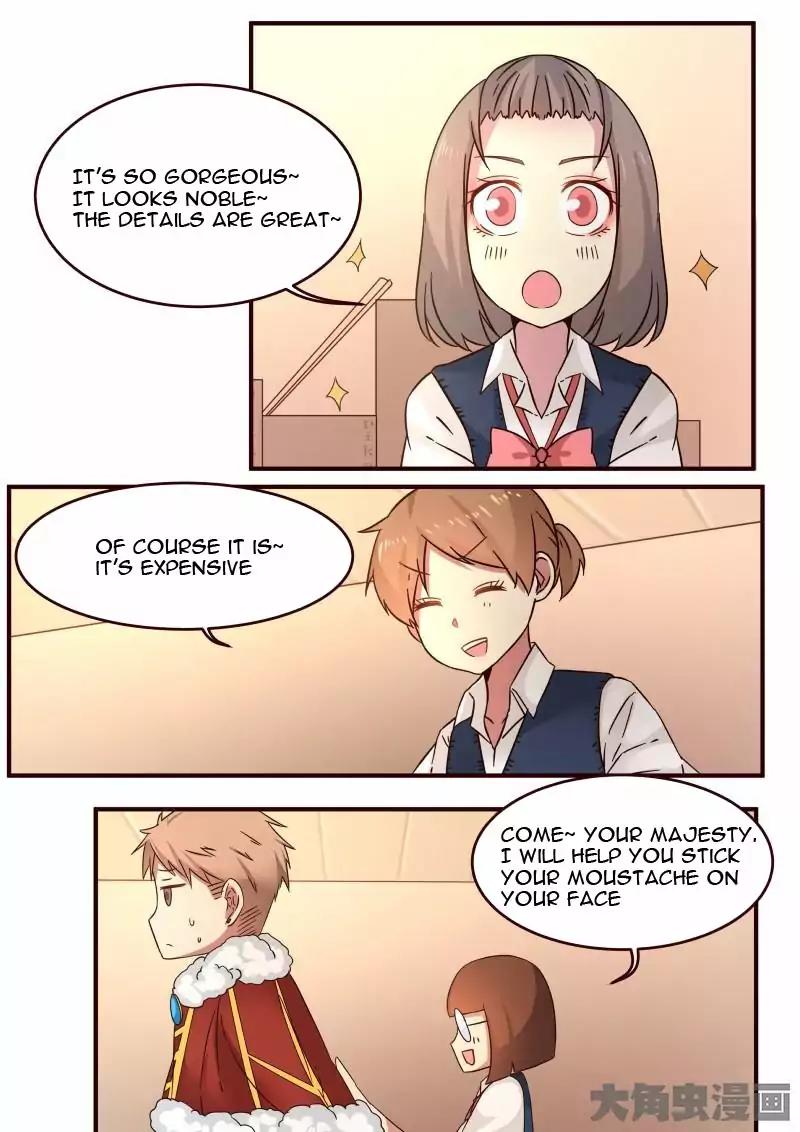 IT'S SO GORGEOUS~
IT LOOKS NOBLE~
THE DETAILS ARE GREAT~
OF COURSE IT IS~
IT'S EXPENSIVE
COME~ YOUR MAJESTY,
I WILL HELP YOU STICK
YOUR MOUSTACHE ON
YOUR FACE
大角虫漫画